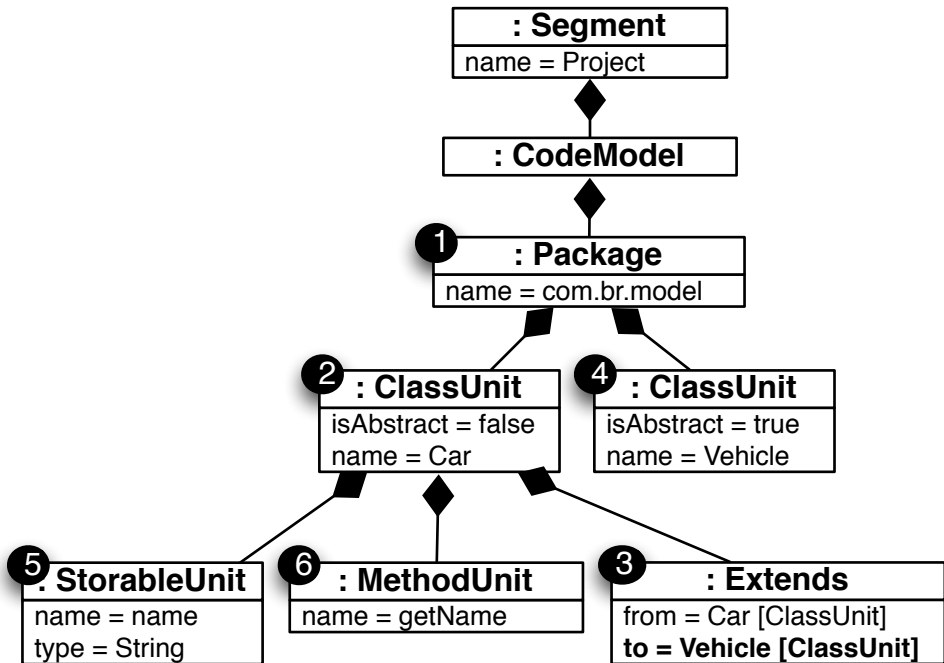 : Segment
name = Project
: CodeModel
1
: Package
name = com.br.model
2
: ClassUnit
isAbstract = false
name = Car
4
: ClassUnit
isAbstract = true
name = Vehicle
5
: StorableUnit
name = name
type = String
6
: MethodUnit
name = getName
3
: Extends
from = Car [ClassUnit]
to = Vehicle [ClassUnit]